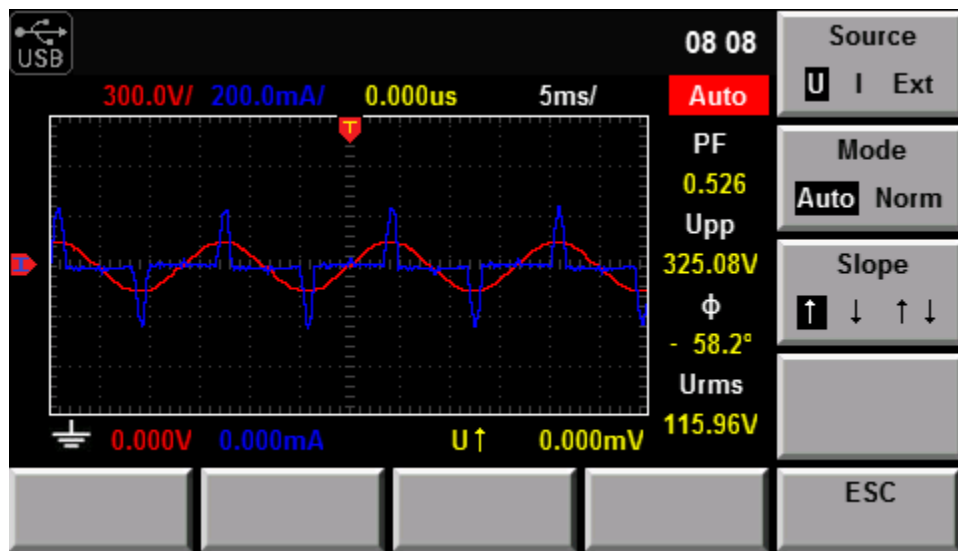 USB
08 08
300.0V/ 200.0mA/ 0.000us 5ms/ Auto
T
PF
0.526
Upp
325.08V
I
ϕ
- 58.2°
Urms
115.96V
0.000V 0.000mA U↑ 0.000mV
Source
U I Ext
Mode
Auto Norm
Slope
↑ ↓ ↑↓
ESC